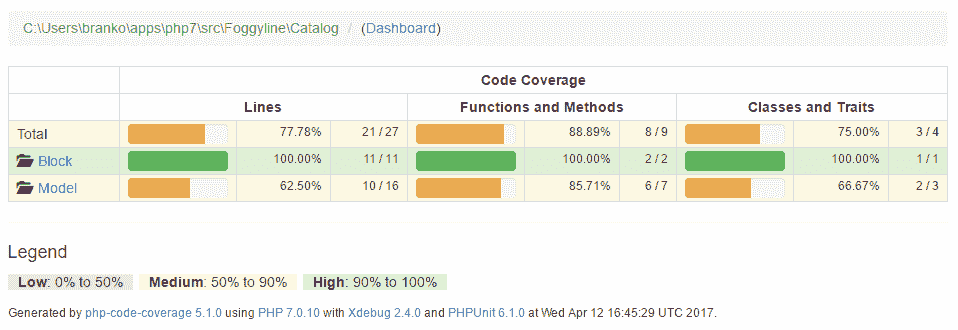 C:\Users\branko\apps\php7\src\Foggyline\Catalog / (Dashboard)
Code Coverage
Lines Functions and Methods Classes and Traits
Total 77.78% 21 / 27 88.89% 8 / 9 75.00% 3 / 4
Block 100.00% 11 / 11 100.00% 2 / 2 100.00% 1 / 1
Model 62.50% 10 / 16 85.71% 6 / 7 66.67% 2 / 3
Legend
Low: 0% to 50% Medium: 50% to 90% High: 90% to 100%
Generated by php-code-coverage 5.1.0 using PHP 7.0.10 with Xdebug 2.4.0 and PHPUnit 6.1.0 at Wed Apr 12 16:45:29 UTC 2017.